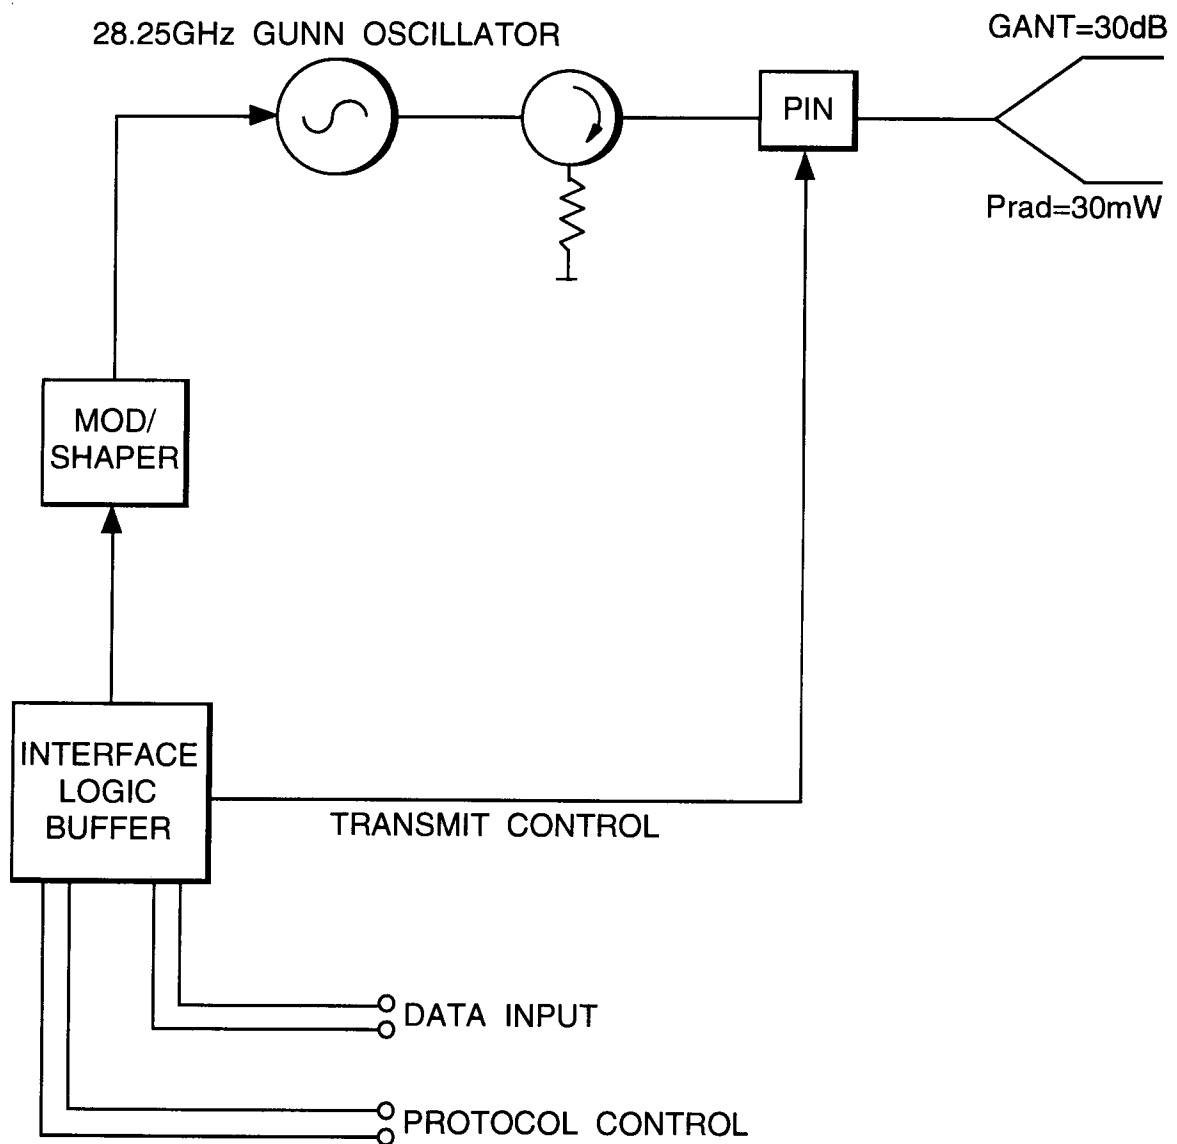 28.25GHz GUNN OSCILLATOR
GANT=30dB
PIN
Prad=30mW
MOD/
SHAPER
INTERFACE
LOGIC
BUFFER
TRANSMIT CONTROL
DATA INPUT
PROTOCOL CONTROL